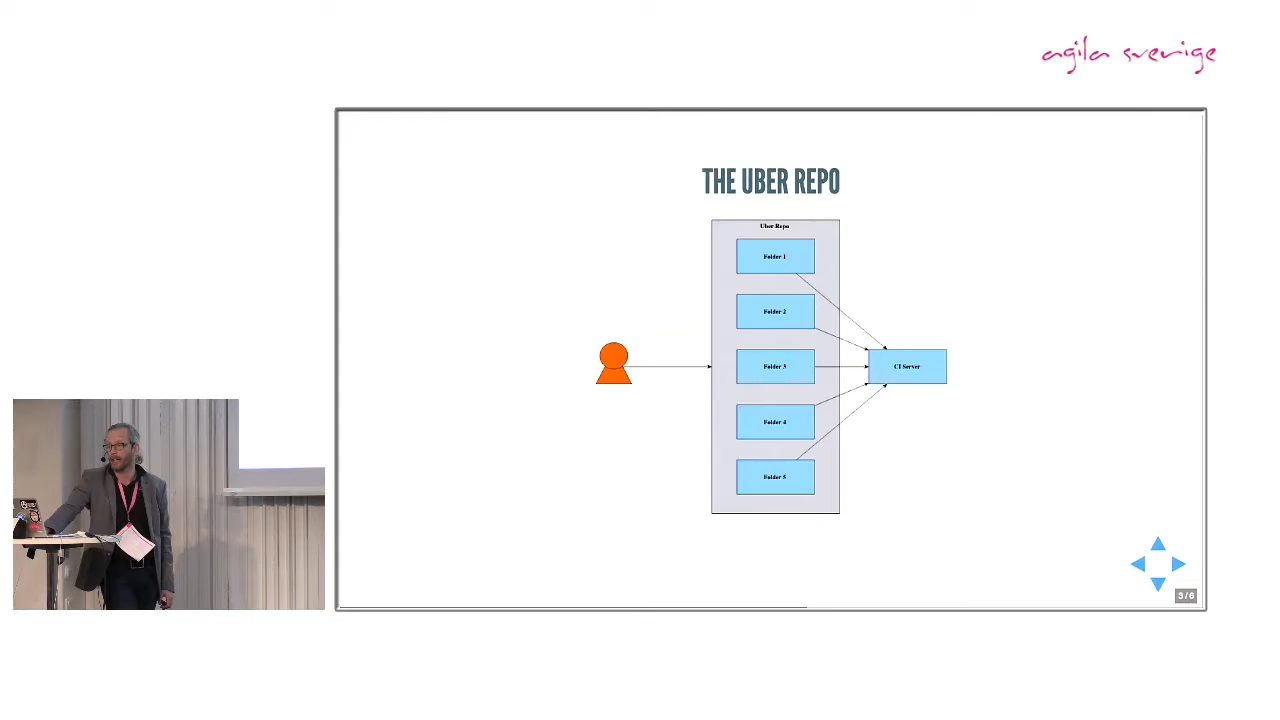 agila sverige
THE UBER REPO
Uber Repo
Folder 1
Folder 2
Folder 3
CI Server
Folder 4
Folder 5
3 / 6